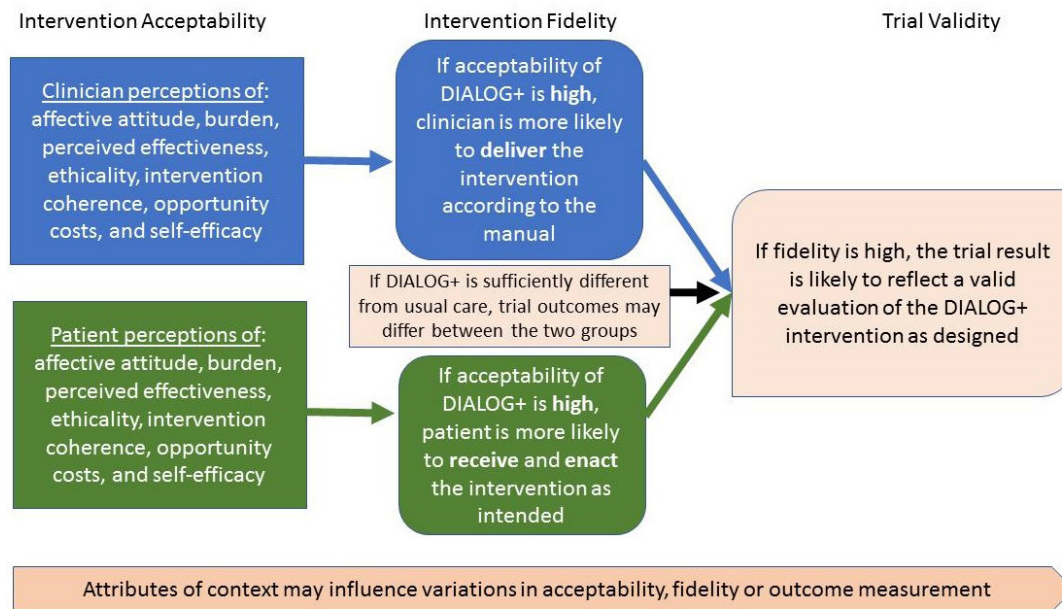 Intervention Acceptability
Intervention Fidelity
Trial Validity
Clinician perceptions of:
affective attitude, burden,
perceived effectiveness,
ethicality, intervention
coherence, opportunity
costs, and self-efficacy
If acceptability of
DIALOG+ is high,
clinician is more likely
to deliver the
intervention
according to the
manual
If DIALOG+ is sufficiently different
from usual care, trial outcomes may
differ between the two groups
Patient perceptions of:
affective attitude, burden,
perceived effectiveness,
ethicality, intervention
coherence, opportunity
costs, and self-efficacy
If acceptability of
DIALOG+ is high,
patient is more likely
to receive and enact
the intervention as
intended
If fidelity is high, the trial result
is likely to reflect a valid
evaluation of the DIALOG+
intervention as designed
Attributes of context may influence variations in acceptability, fidelity or outcome measurement